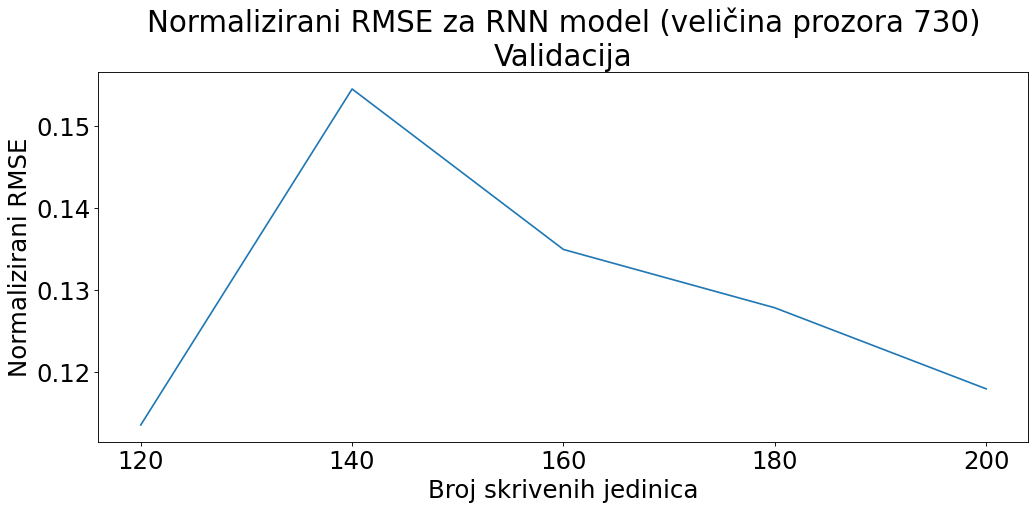 Normalizirani RMSE za RNN model (veličina prozora 730)
Validacija
Normalizirani RMSE
0.15
0.14
0.13
0.12
120 140 160 180 200
Broj skrivenih jedinica